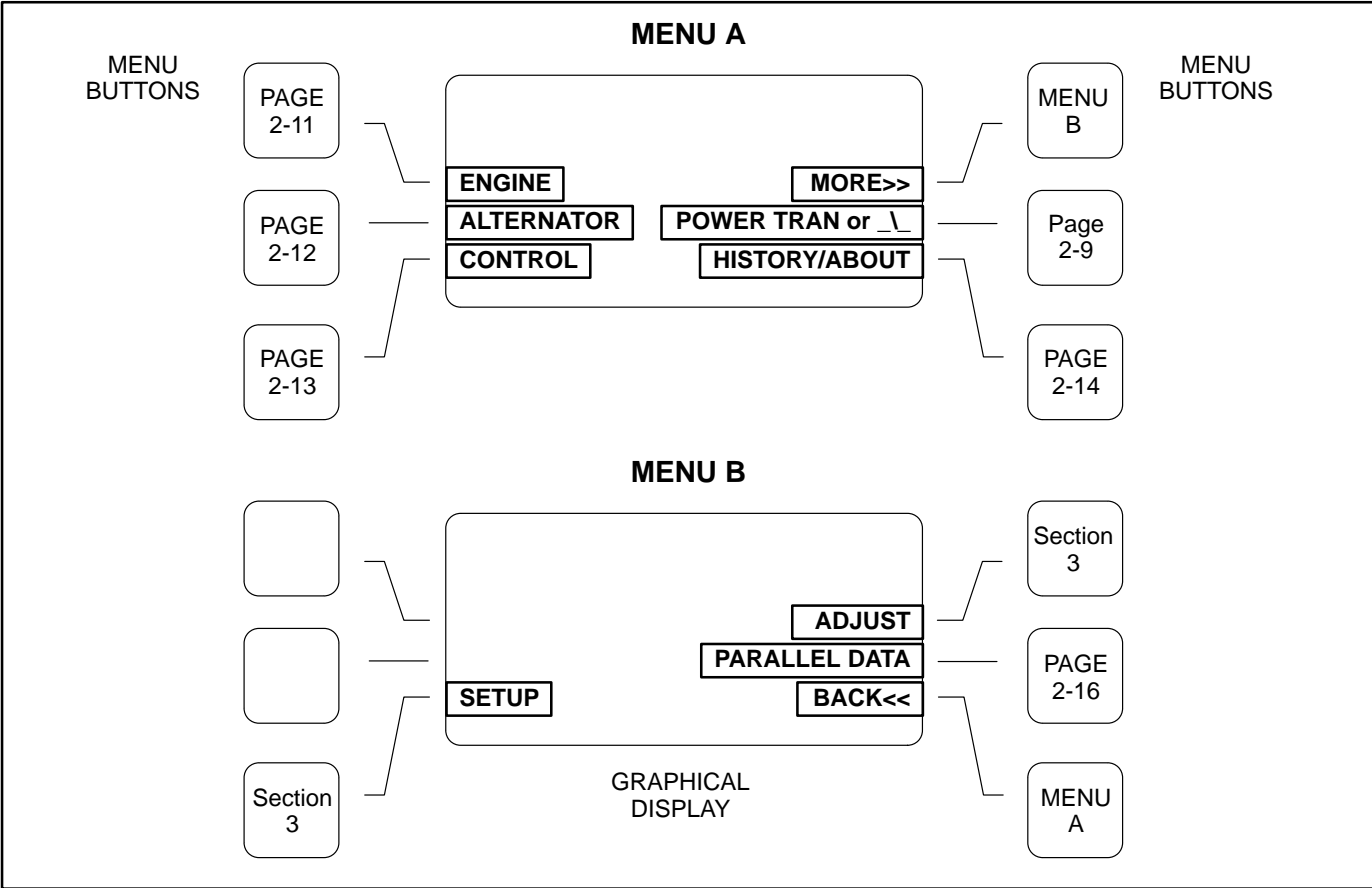 MENU A
MENU
BUTTONS
MENU
BUTTONS
PAGE
2-11
MENU
B
ENGINE
MORE>>
PAGE
2-12
ALTERNATOR
POWER TRAN or _\_
Page
2-9
CONTROL
HISTORY/ABOUT
PAGE
2-13
PAGE
2-14
MENU B
Section
3
ADJUST
PARALLEL DATA
PAGE
2-16
SETUP
BACK<<
Section
3
GRAPHICAL
DISPLAY
MENU
A